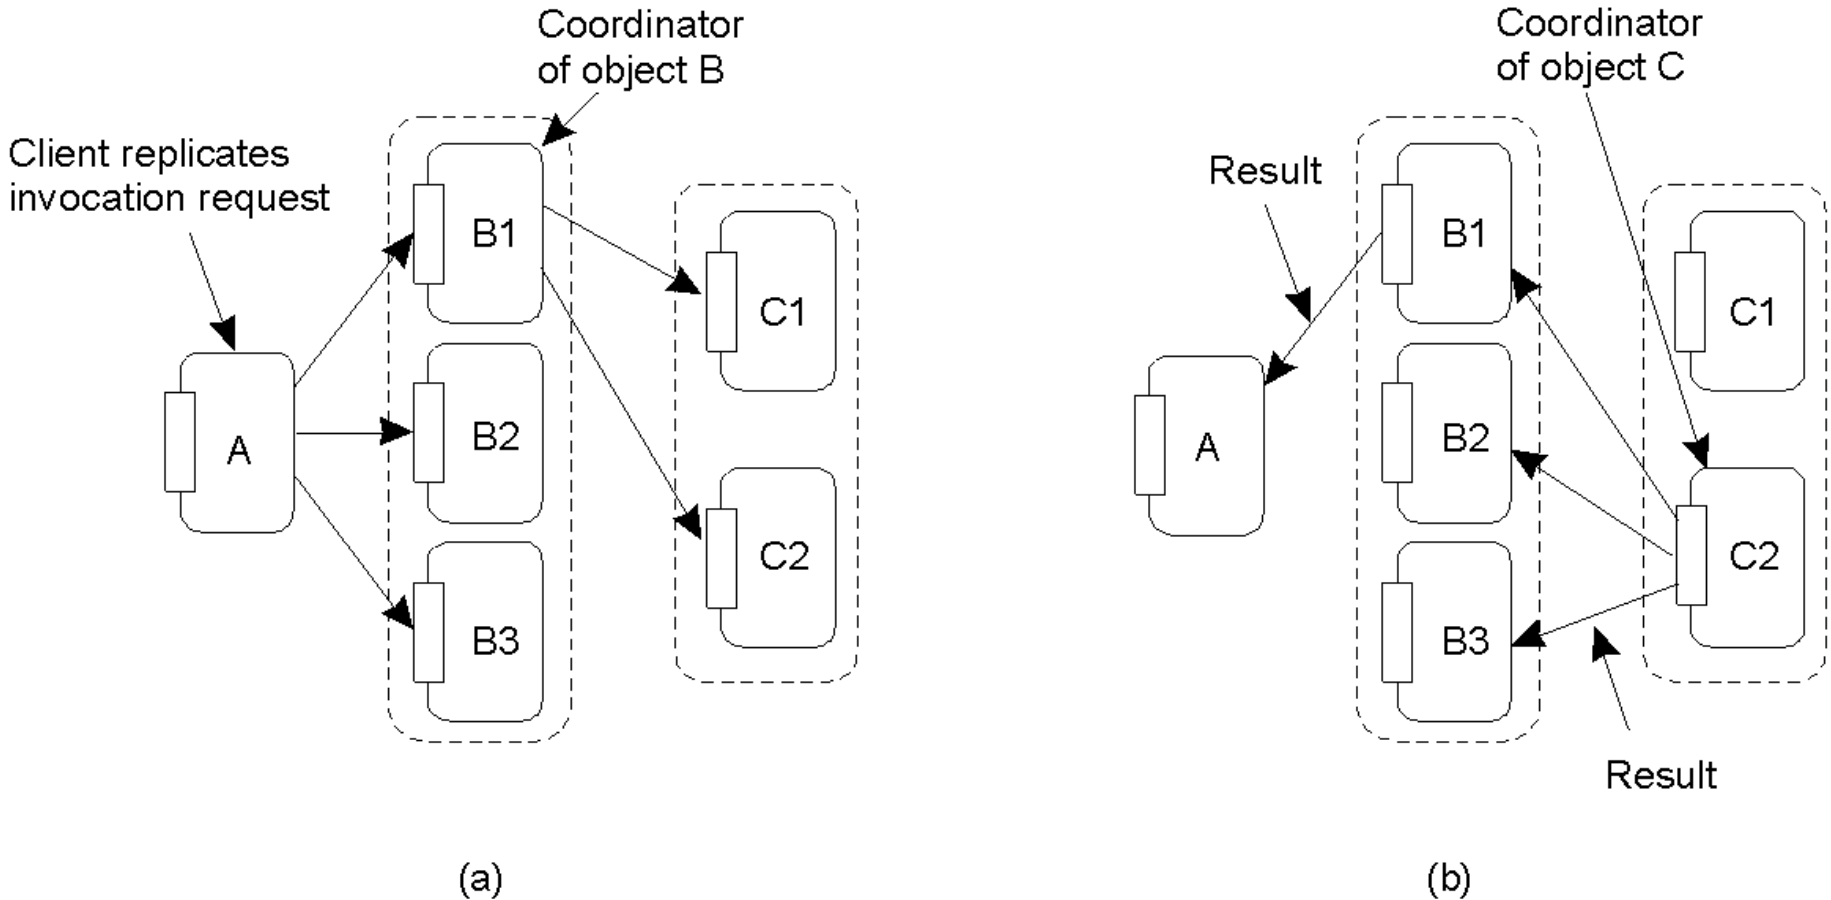 Coordinator
of object B
Client replicates
invocation request
A
B1
B2
B3
C1
C2
(a)
Coordinator
of object C
Result
A
B1
B2
B3
C1
C2
Result
(b)